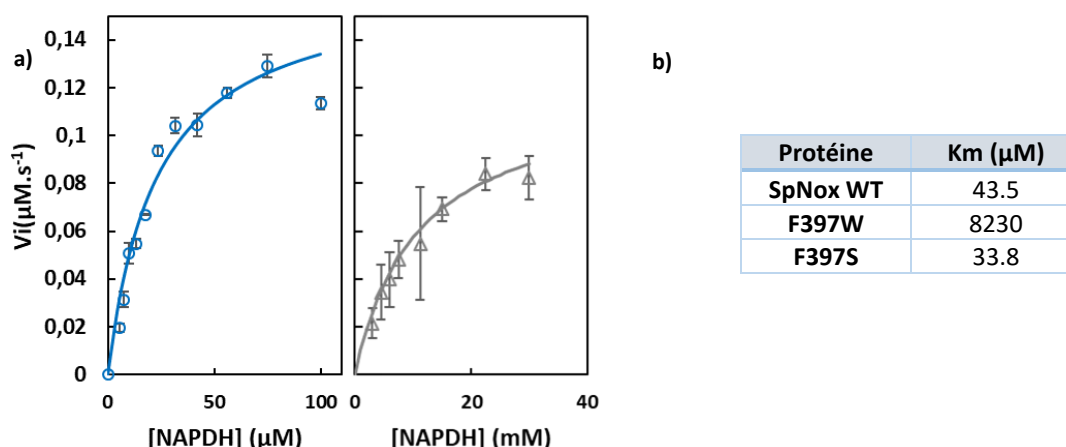 a)
b)
Vi(µM.s-1)
0,14
0,12
0,1
0,08
0,06
0,04
0,02
0
0 50 100
0 20 40
[NAPDH] (µM)
[NAPDH] (mM)
Protéine Km (µM)
SpNox WT 43.5
F397W 8230
F397S 33.8